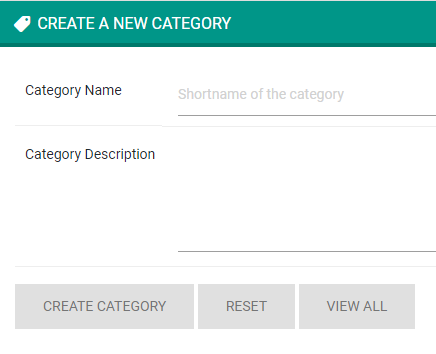 CREATE A NEW CATEGORY
Category Name
Shortname of the category
Category Description
CREATE CATEGORY RESET VIEW ALL